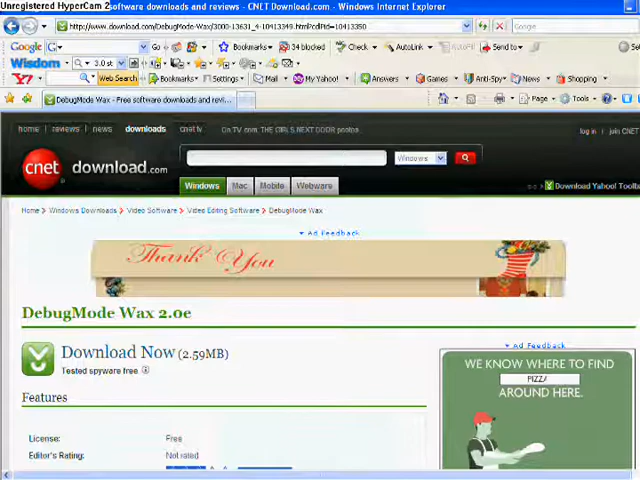 Unregistered HyperCam 2
software downloads and reviews - CNET Download.com - Windows Internet Explorer
http://www.download.com/DebugMode-Wax/3000-13631_4-10413349.html?cdlPid=10413350
Google
Google G
Bookmarks
34 blocked
Check
AutoLink
AutoFill
Send to
Wisdom
3.0 st
Y!
Web Search
Bookmarks
Settings
Mail
My Yahoo!
Answers
Games
Anti-Spy
News
Shopping
DebugMode Wax - Free software downloads and revi...
Page
Tools
home | reviews | news downloads cnet tv On TV.com: THE GIRLS NEXT DOOR photos
log in | join CNET
cnet download.com
Windows
Windows Mac Mobile Webware
Download Yahoo! Toolb
Home > Windows Downloads > Video Software > Video Editing Software > DebugMode Wax
Ad Feedback
Thank You
DebugMode Wax 2.0e
Download Now (2.59MB)
Tested spyware free
Ad Feedback
WE KNOW WHERE TO FIND
PIZZ/
AROUND HERE.
Features
License: Free
Editor's Rating: Not rated